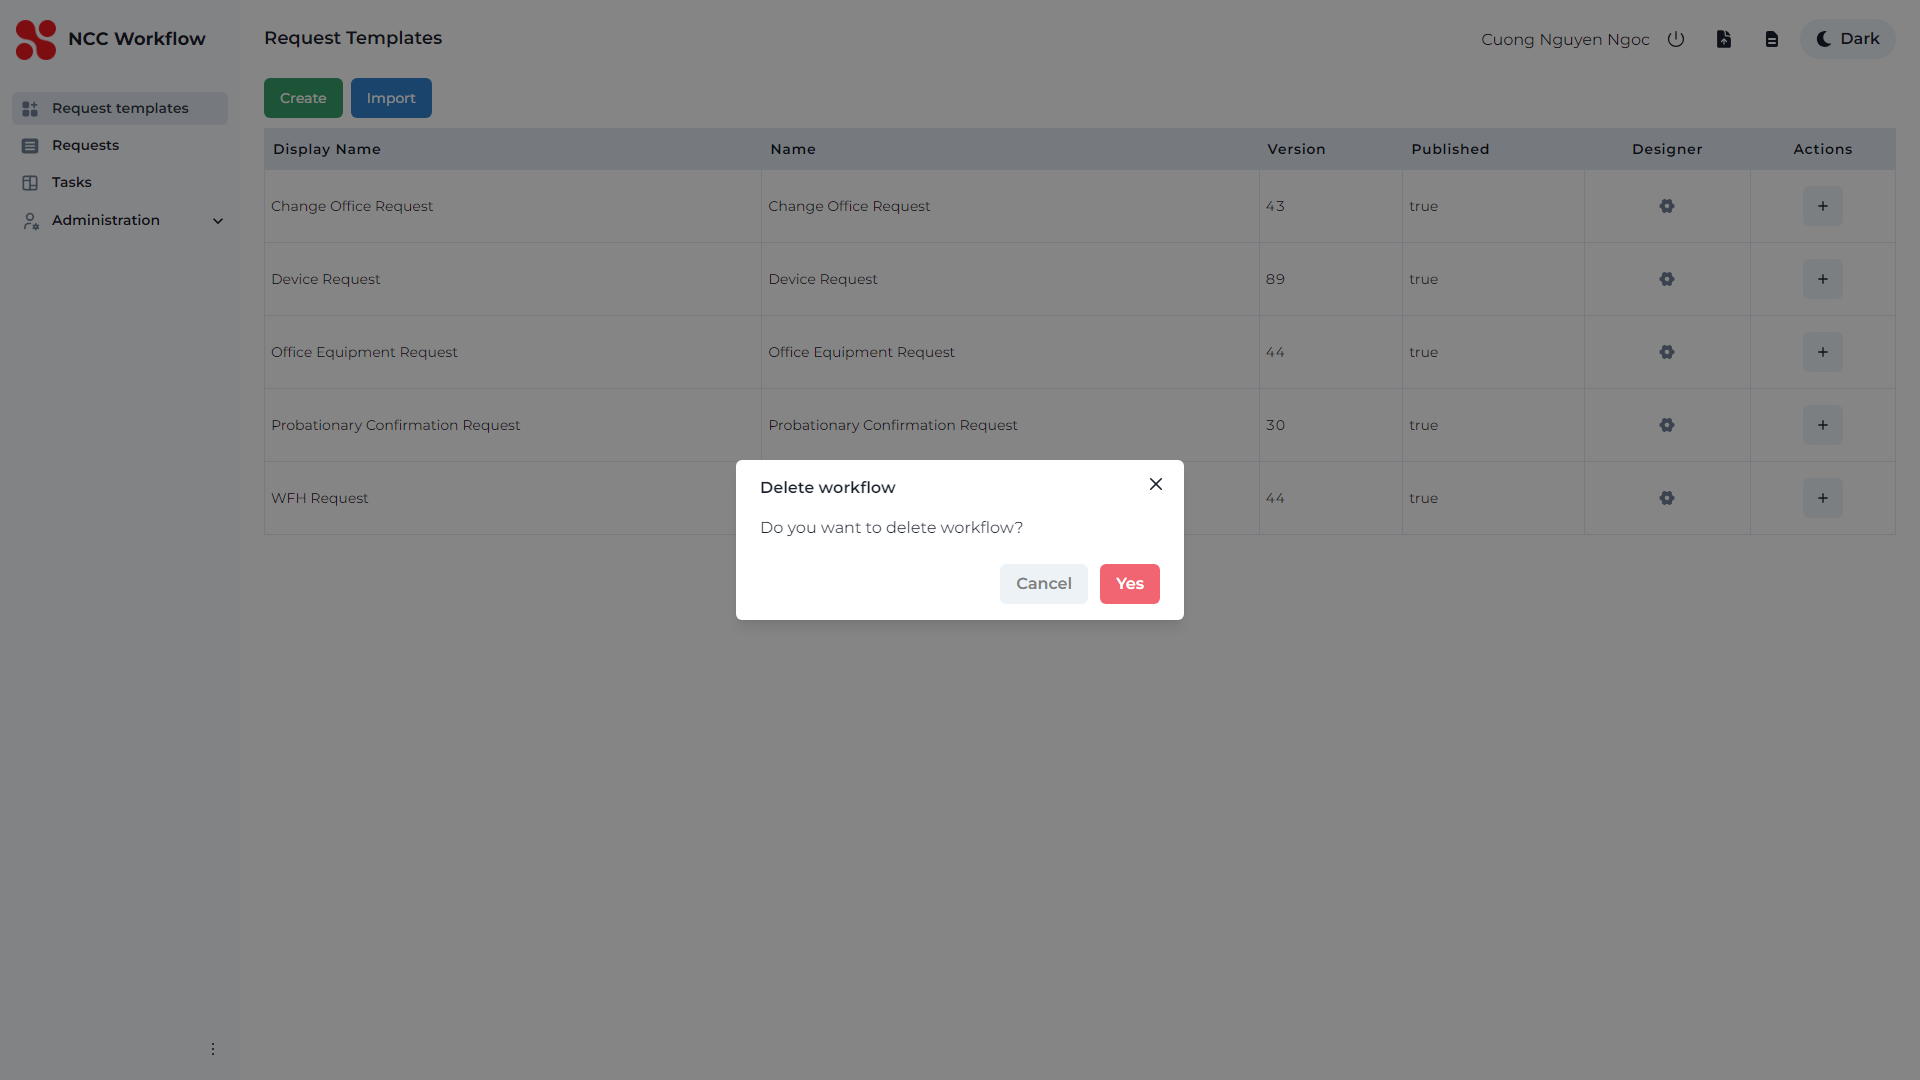 NCC Workflow
Request templates
Requests
Tasks
Administration
Request Templates
Cuong Nguyen Ngoc
Dark
Create
Import
Display Name Name Version Published Designer Actions
Change Office Request Change Office Request 43 true
Device Request Device Request 89 true
Office Equipment Request Office Equipment Request 44 true
Probationary Confirmation Request Probationary Confirmation Request 30 true
WFH Request 44 true
Delete workflow
Do you want to delete workflow?
Cancel
Yes